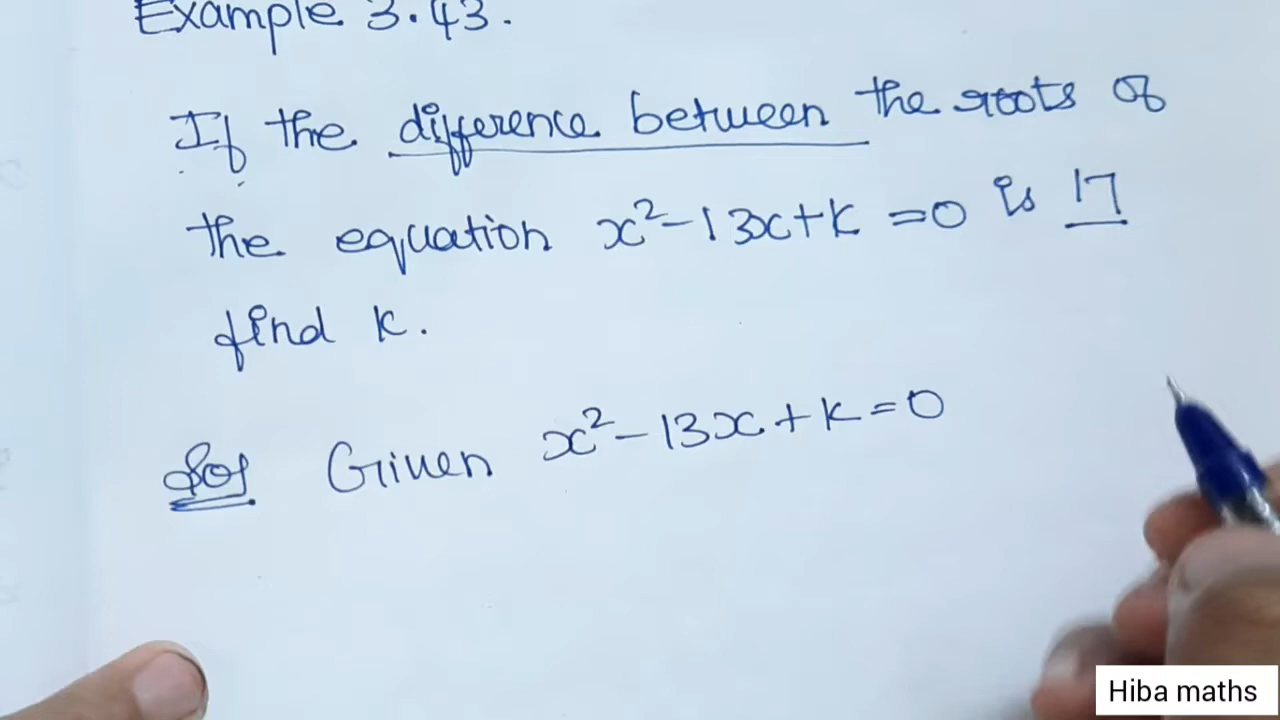 Example 3.43.
If the difference between the roots of
the equation x²-13x+k=0 is 17
find k.
Sol Given x²-13x+k=0
Hiba maths